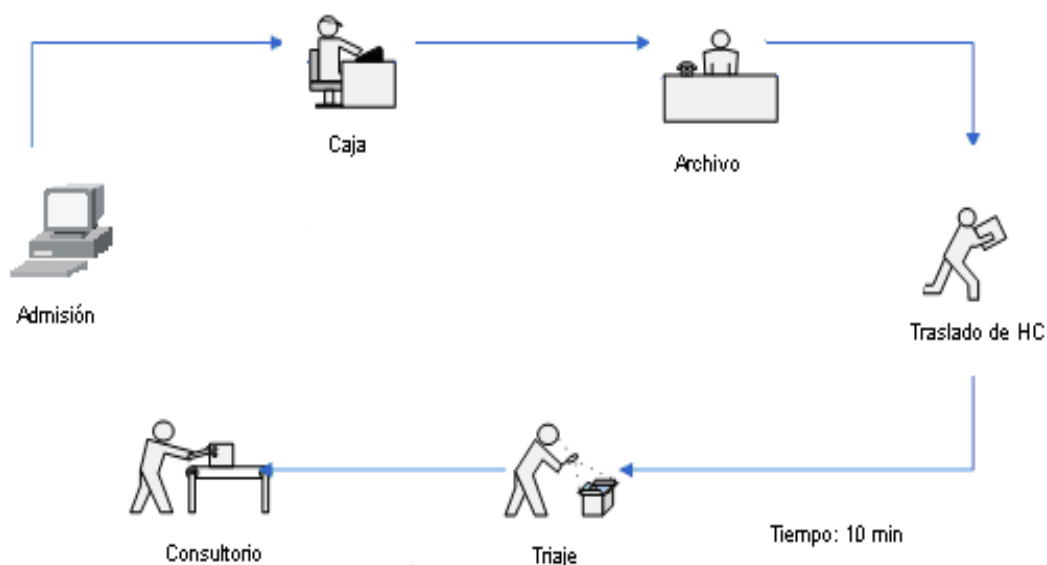 Caja
Archivo
Admisión
Traslado de HC
Tiempo: 10 min
Consultorio
Triaje